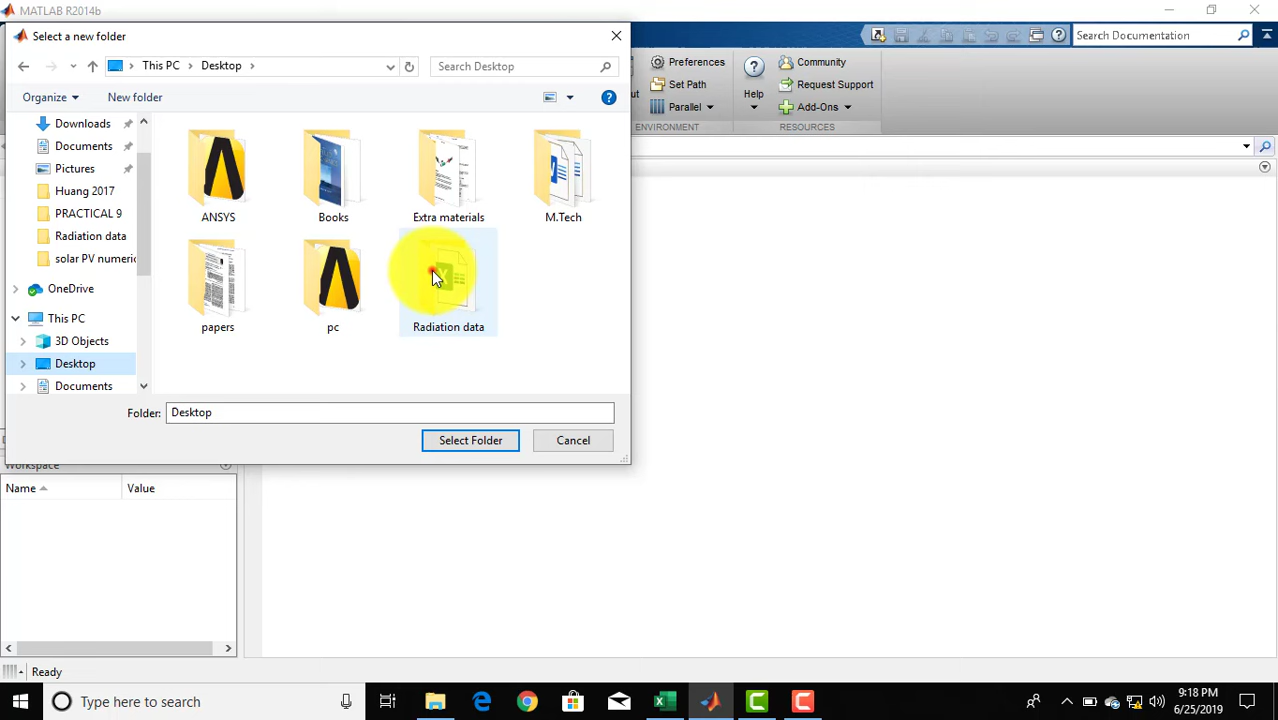 MATLAB R2014b
Select a new folder
Search Documentation
This PC > Desktop >
Search Desktop
Preferences
Community
Set Path
Request Support
Help
Parallel
Add-Ons
ENVIRONMENT
RESOURCES
Organize
New folder
Downloads
Documents
Pictures
Huang 2017
PRACTICAL 9
Radiation data
solar PV numeric
OneDrive
This PC
3D Objects
Desktop
Documents
ANSYS
Books
Extra materials
M.Tech
papers
pc
Radiation data
Folder: Desktop
Select Folder
Cancel
Workspace
Name
Value
Ready
Type here to search
9:18 PM
6/25/2019